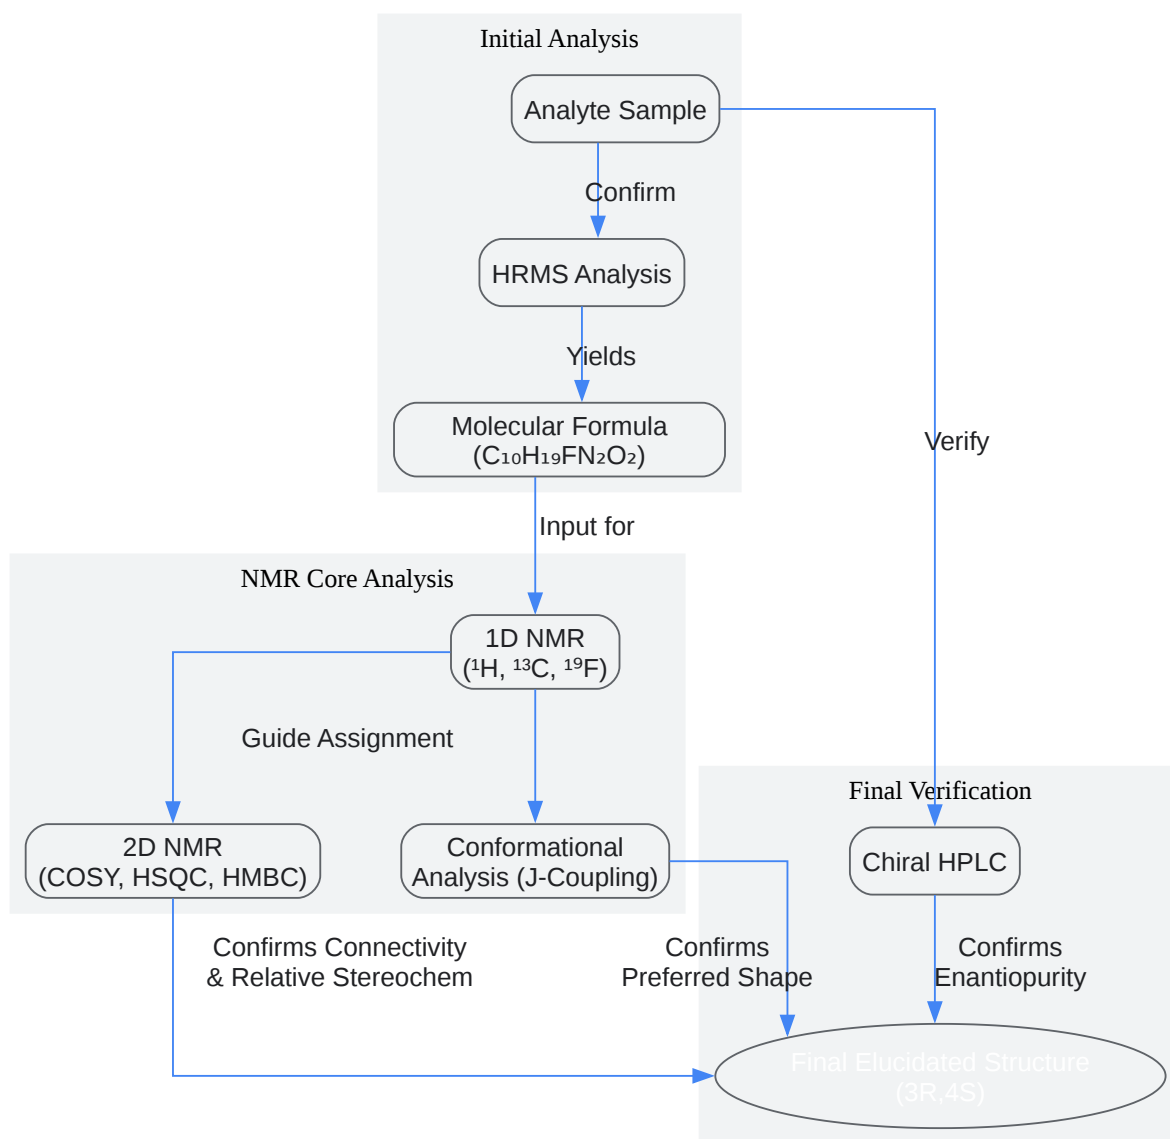 Initial Analysis
Analyte Sample
Confirm
HRMS Analysis
Yields
Molecular Formula
(C₁₀H₁₉FN₂O₂)
Verify
Input for
NMR Core Analysis
1D NMR
(¹H, ¹³C, ¹⁹F)
Guide Assignment
Final Verification
2D NMR
(COSY, HSQC, HMBC)
Conformational
Analysis (J-Coupling)
Chiral HPLC
Confirms Connectivity
& Relative Stereochem
Confirms
Preferred Shape
Confirms
Enantiopurity
Final Elucidated Structure
(3R,4S)